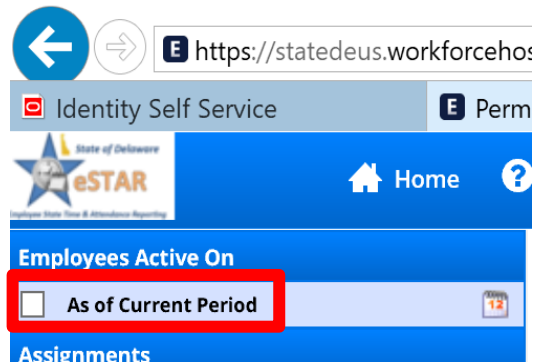 E https://statedeus.workforcehos
Identity Self Service
E Perm
State of Delaware
eSTAR
Employee State Time & Attendance Reporting
Home ?
Employees Active On
As of Current Period
12
Assignments